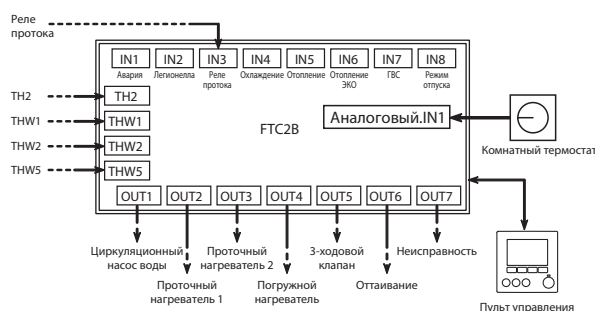 Реле
протока
IN1 IN2 IN3 IN4 IN5 IN6 IN7 IN8
Авария Легионелла Реле протока Охлаждение Отопление Отопление ЭКО ГВС Режим отпуска
TH2 TH2
THW1 THW1
THW2 THW2
THW5 THW5
FTC2B
Аналоговый.IN1
Комнатный термостат
OUT1 OUT2 OUT3 OUT4 OUT5 OUT6 OUT7
Циркуляционный
насос воды
Проточный
нагреватель 1
Проточный
нагреватель 2
Погружной
нагреватель
3-ходовой
клапан
Оттаивание
Неисправность
Пульт управления